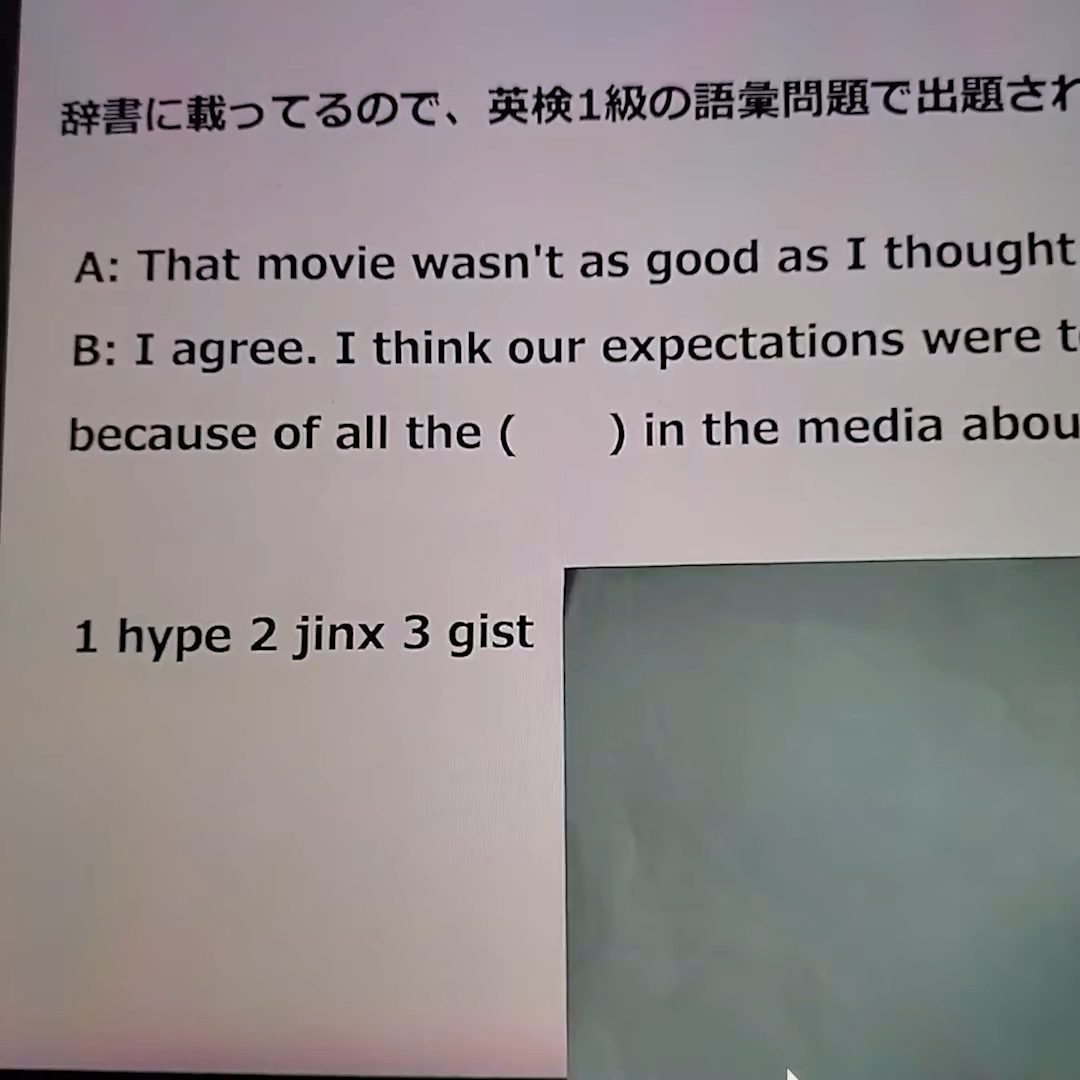 辞書に載ってるので、英検1級の語彙問題で出題さ
A: That movie wasn't as good as I thought
B: I agree. I think our expectations were
because of all the ( ) in the media
1 hype 2 jinx 3 gist